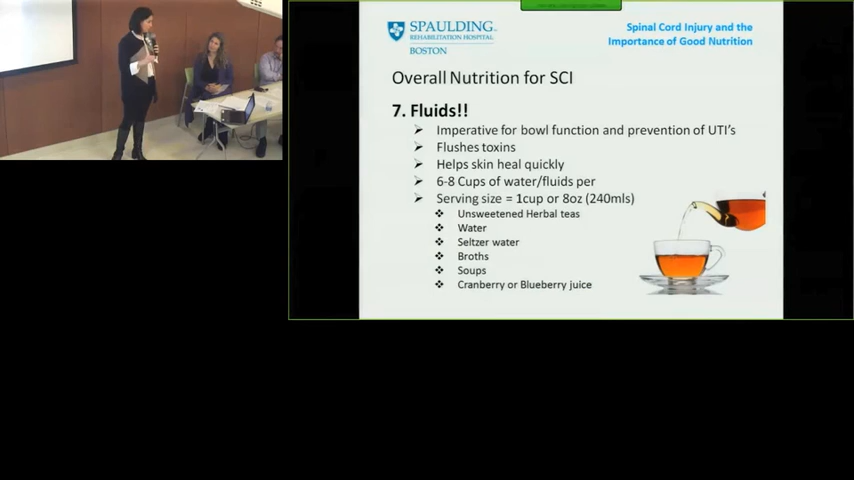 SPAULDING
REHABILITATION HOSPITAL
BOSTON
Spinal Cord Injury and the
Importance of Good Nutrition
Overall Nutrition for SCI
7. Fluids!!
Imperative for bowel function and prevention of UTI's
Flushes toxins
Helps skin heal quickly
6-8 Cups of water/fluids per
Serving size = 1cup or 8oz (240mls)
Unsweetened Herbal teas
Water
Seltzer water
Broths
Soups
Cranberry or Blueberry juice